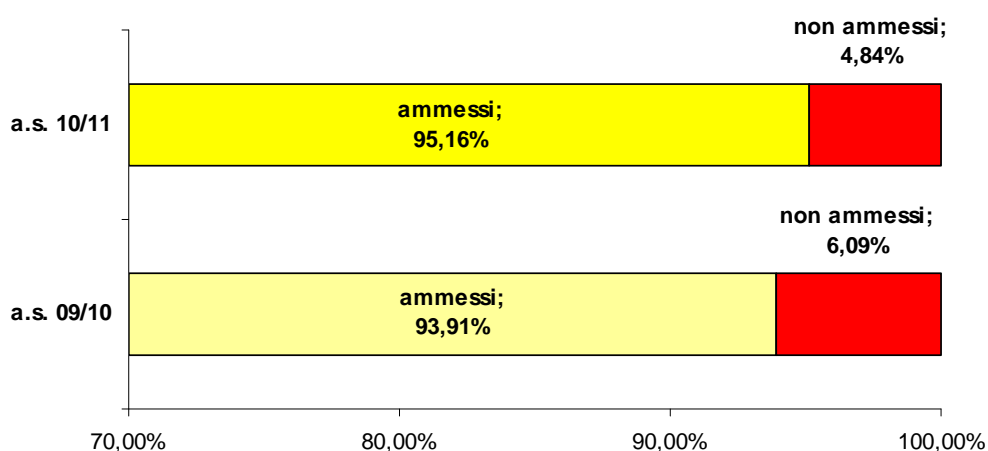 non ammessi;
4,84%
a.s. 10/11
ammessi;
95,16%
non ammessi;
6,09%
a.s. 09/10
ammessi;
93,91%
70,00%
80,00%
90,00%
100,00%